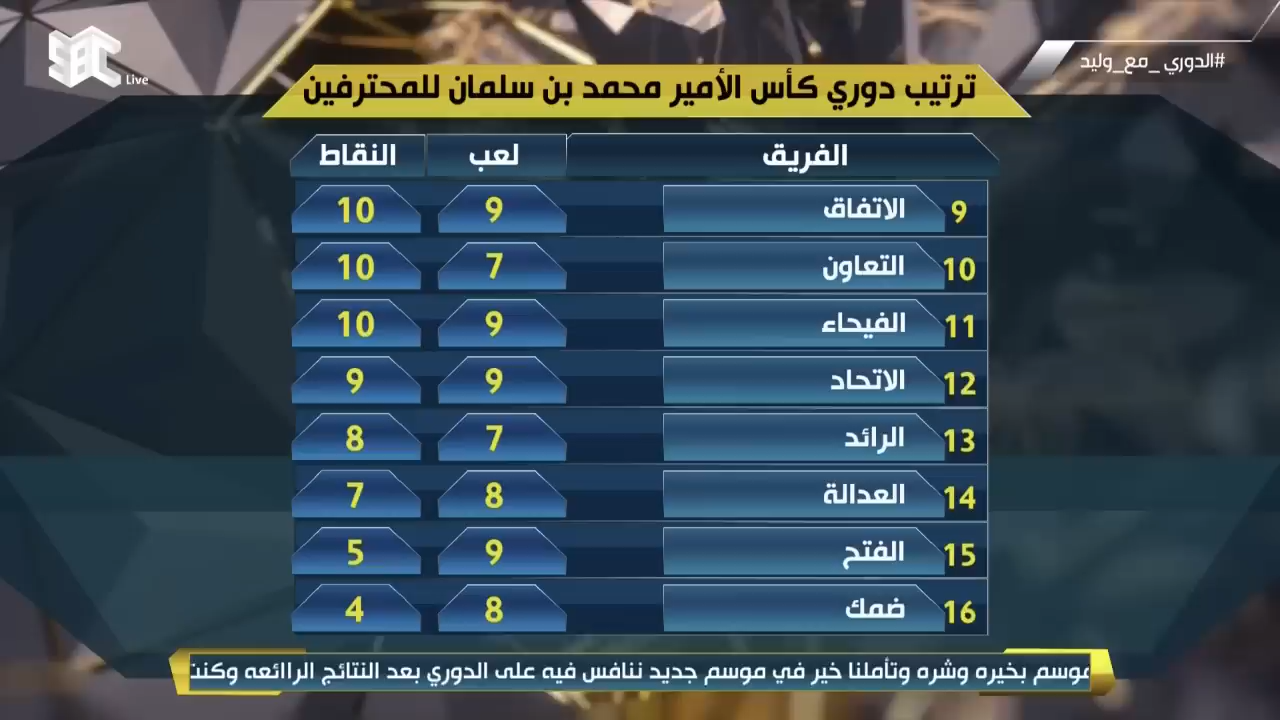 SBC Live
#الدوري_مع_وليد
ترتيب دوري كأس الأمير محمد بن سلمان للمحترفين
الفريق لعب النقاط
9 الاتفاق 9 10
10 التعاون 7 10
11 الفيحاء 9 10
12 الاتحاد 9 9
13 الرائد 7 8
14 العدالة 8 7
15 الفتح 9 5
16 ضمك 8 4
موسم بخيره وشره وتأملنا خير في موسم جديد ننافس فيه على الدوري بعد النتائج الراائعه وكنت